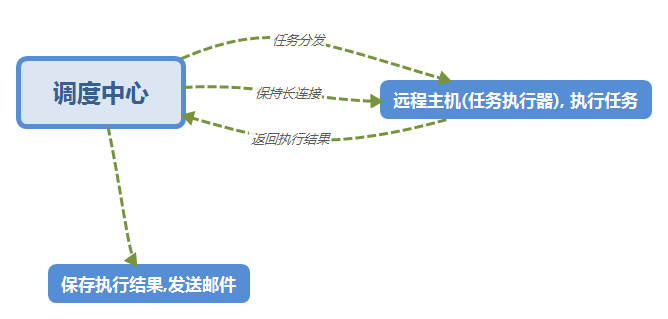 任务分发
调度中心
保持长连接
远程主机(任务执行器), 执行任务
返回执行结果
保存执行结果,发送邮件